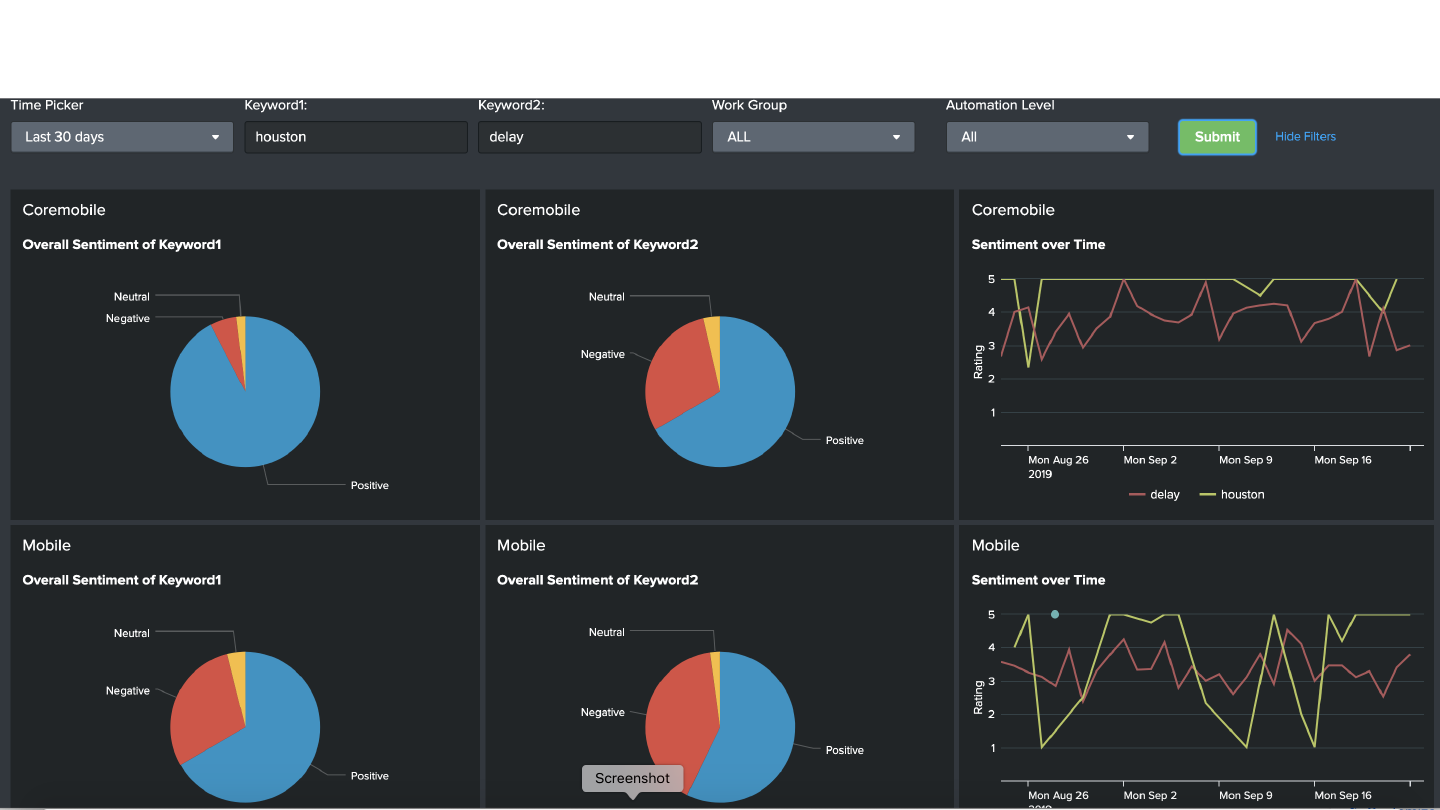 Time Picker Keyword1: Keyword2: Work Group Automation Level
Last 30 days houston delay ALL All Submit Hide Filters
Coremobile
Overall Sentiment of Keyword1
Neutral
Negative
Positive
Coremobile
Overall Sentiment of Keyword2
Neutral
Negative
Positive
Coremobile
Sentiment over Time
5
4
3
2
1
Rating
Mon Aug 26 Mon Sep 2 Mon Sep 9 Mon Sep 16
2019
delay houston
Mobile
Overall Sentiment of Keyword1
Neutral
Negative
Positive
Mobile
Overall Sentiment of Keyword2
Neutral
Negative
Positive
Screenshot
Mobile
Sentiment over Time
5
4
3
2
1
Rating
Mon Aug 26 Mon Sep 2 Mon Sep 9 Mon Sep 16